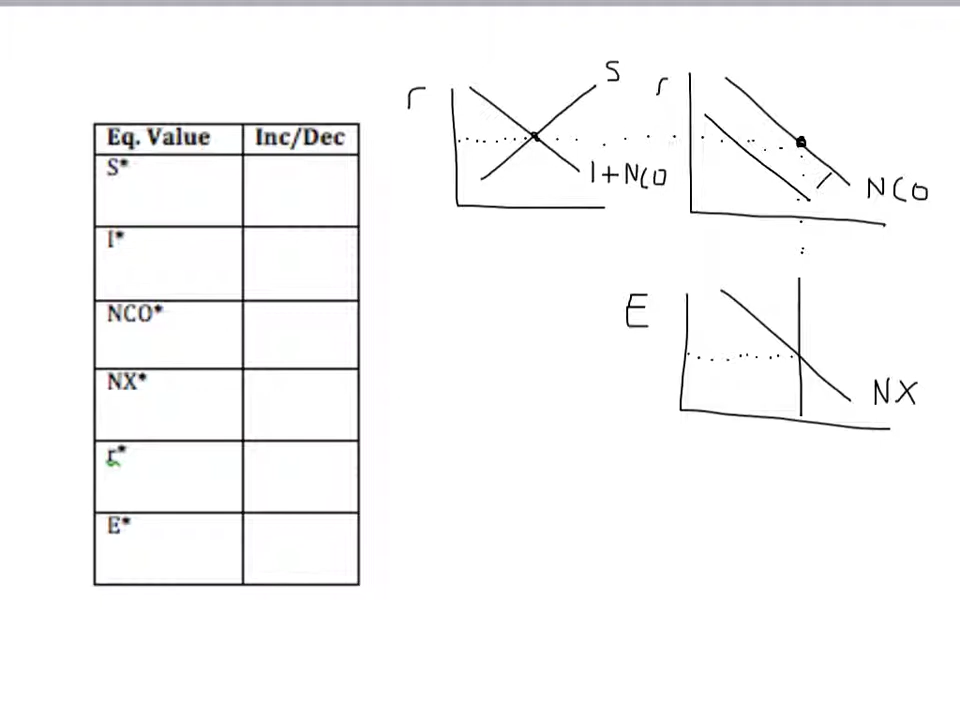 Eq. Value Inc/Dec
S*
I*
NCO*
NX*
r*
E*
r S
I+NCO
r
NCO
E
NX